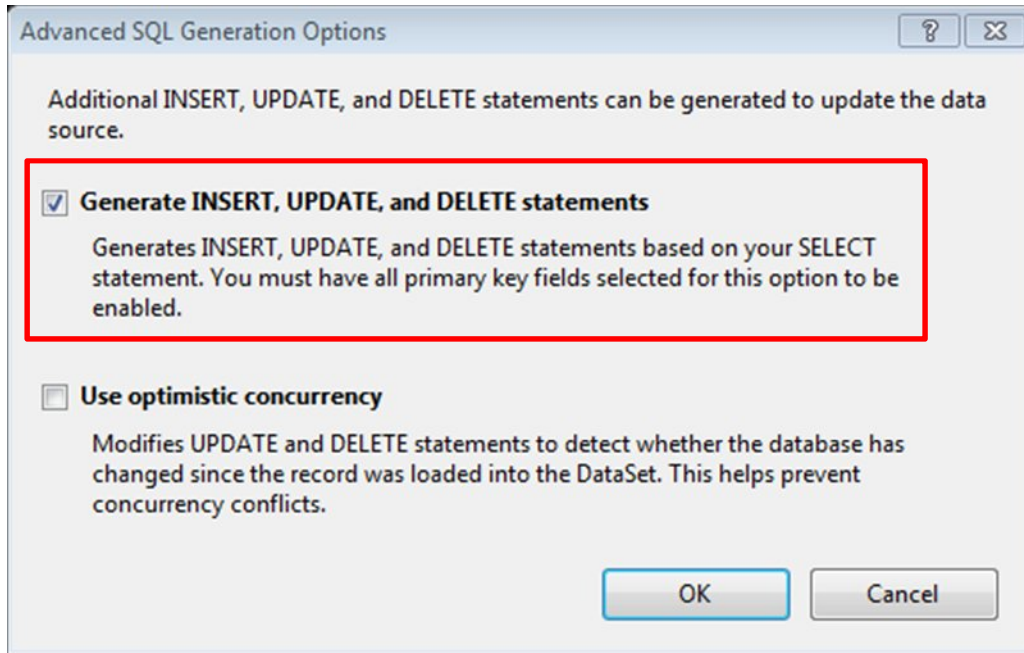 Advanced SQL Generation Options
Additional INSERT, UPDATE, and DELETE statements can be generated to update the data
source.
Generate INSERT, UPDATE, and DELETE statements
Generates INSERT, UPDATE, and DELETE statements based on your SELECT
statement. You must have all primary key fields selected for this option to be
enabled.
Use optimistic concurrency
Modifies UPDATE and DELETE statements to detect whether the database has
changed since the record was loaded into the DataSet. This helps prevent
concurrency conflicts.
OK Cancel